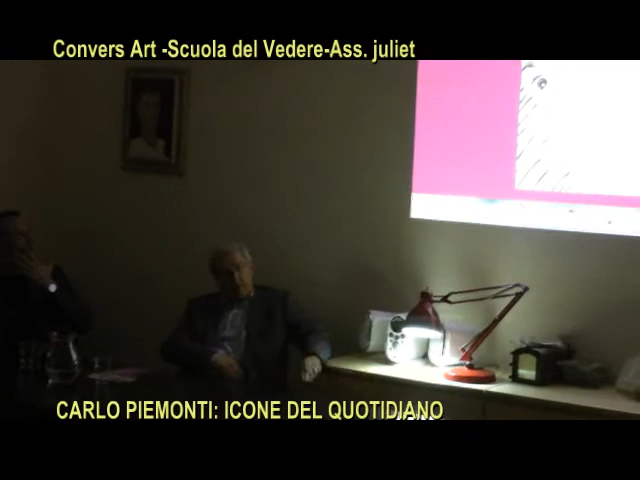 Convers Art -Scuola del Vedere-Ass. juliet
CARLO PIEMONTI: ICONE DEL QUOTIDIANO